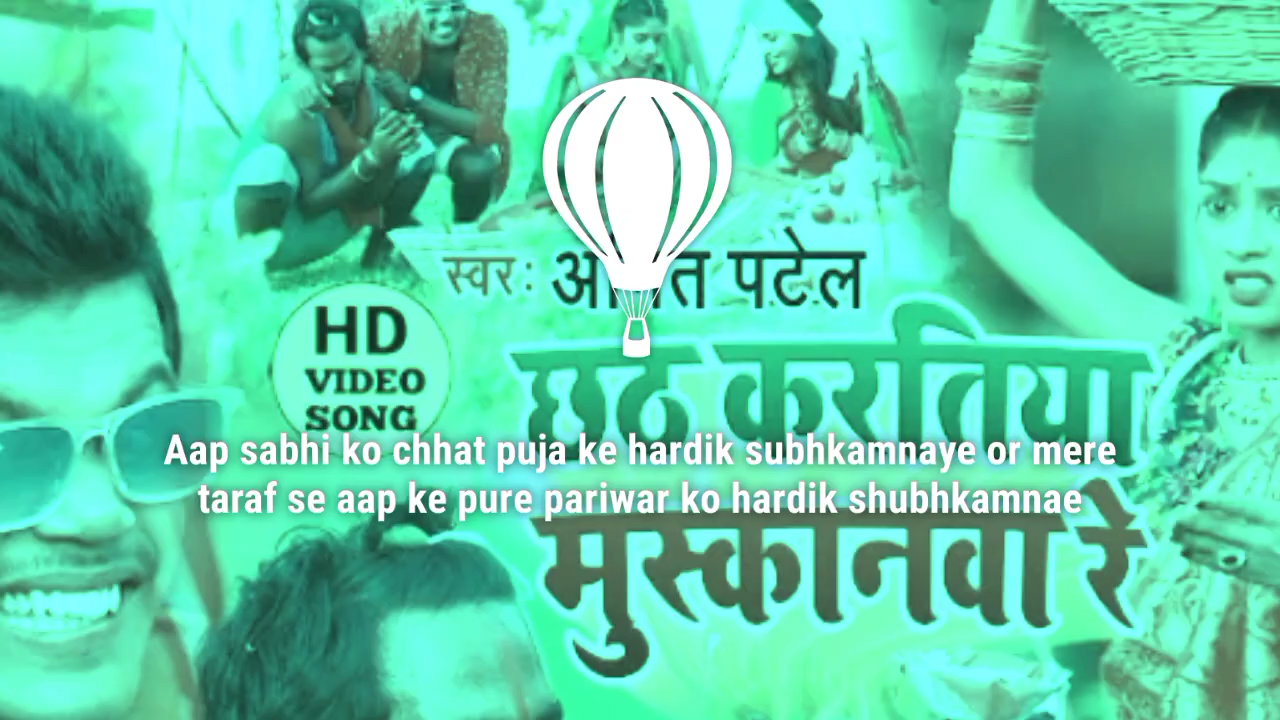 स्वर: पटेल
HD
VIDEO
SONG
छठ करतिया
Aap sabhi ko chhat puja ke hardik subhkamnaye or mere
taraf se aap ke pure pariwar ko hardik shubhkamnae
मुस्कानवा रे